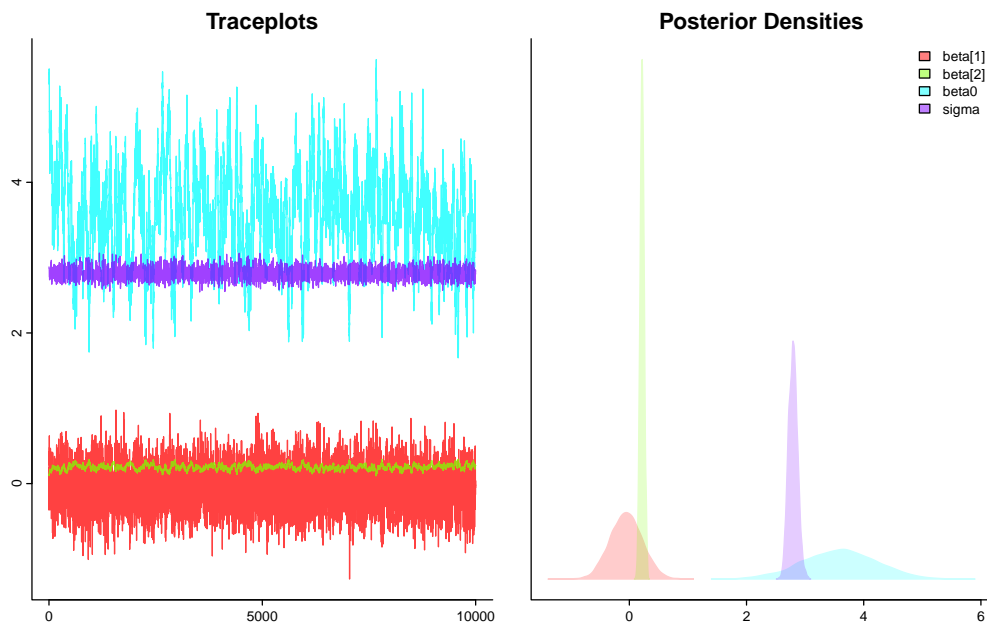 Traceplots
4
2
0
0 5000 10000
Posterior Densities
beta[1]
beta[2]
beta0
sigma
0 2 4 6